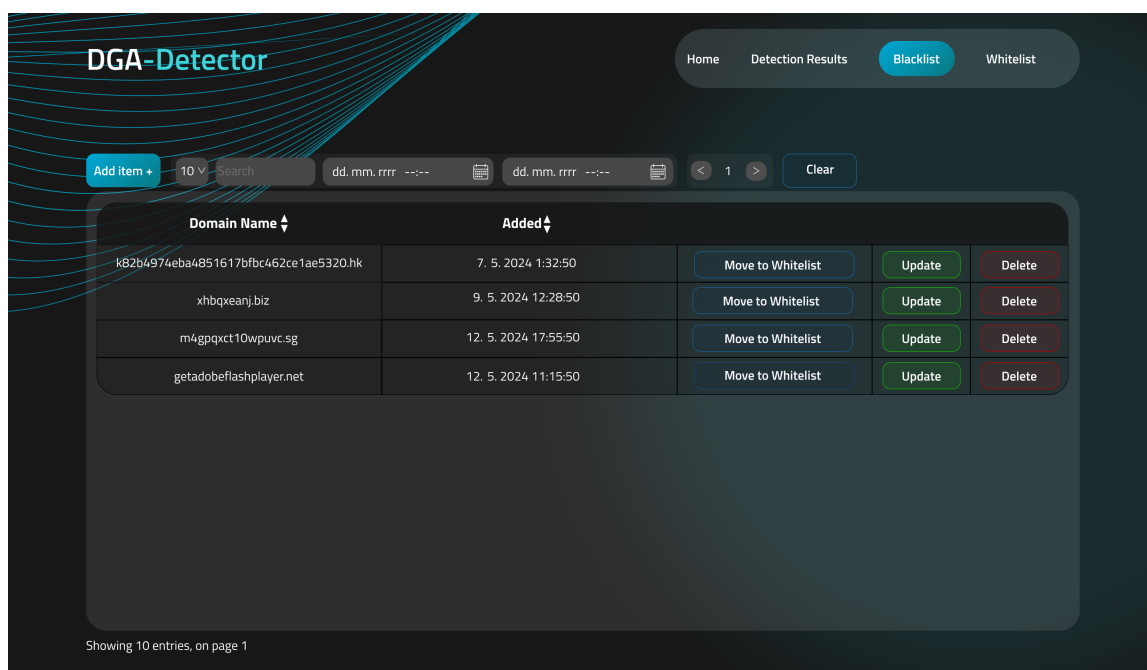 DGA-Detector
Home Detection Results Blacklist Whitelist
Add item + 10 Search dd. mm. rrrr --:-- dd. mm. rrrr --:-- < 1 > Clear
Domain Name Added
k82b4974eba4851617bfbc462ce1ae5320.hk 7. 5. 2024 1:32:50 Move to Whitelist Update Delete
xhbqxeanj.biz 9. 5. 2024 12:28:50 Move to Whitelist Update Delete
m4gpqxct10wpuvc.sg 12. 5. 2024 17:55:50 Move to Whitelist Update Delete
getadobeflashplayer.net 12. 5. 2024 11:15:50 Move to Whitelist Update Delete
Showing 10 entries, on page 1